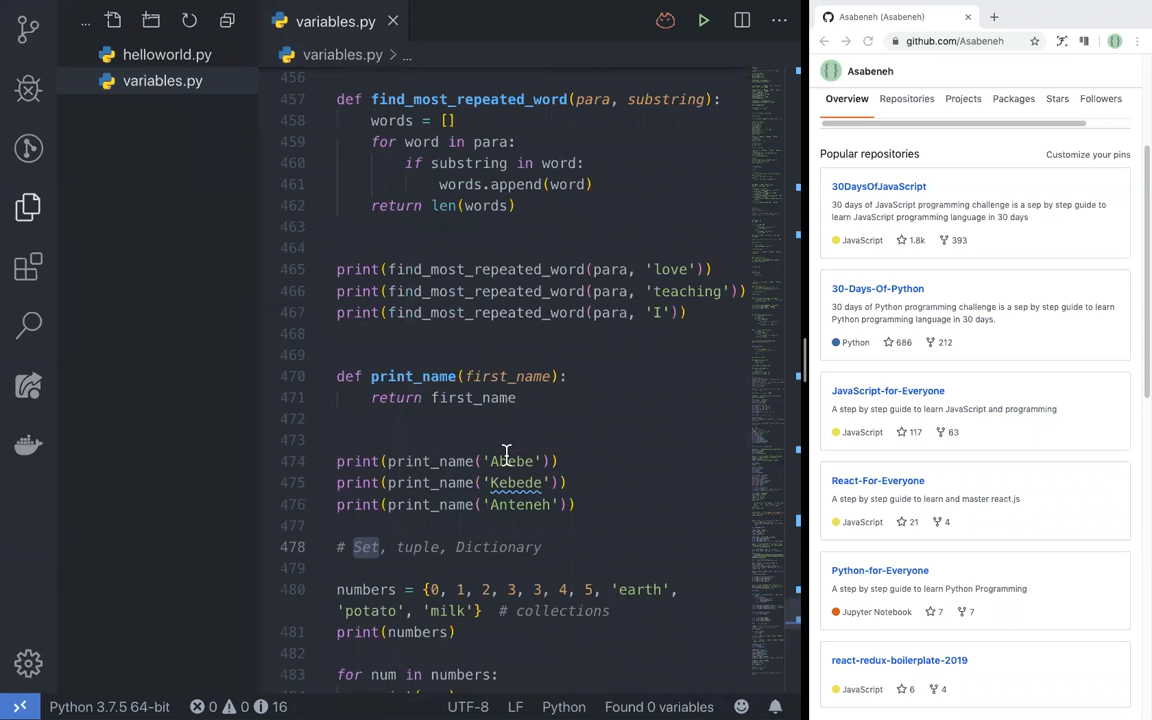 ...
variables.py
helloworld.py
variables.py
variables.py > ...
456
457 def find_most_repeated_word(para, substring):
458 words = []
459 for word in para:
460 if substring in word:
461 words.append(word)
462 return len(words)
463
464
465 print(find_most_repeated_word(para, 'love'))
466 print(find_most_repeated_word(para, 'teaching'))
467 print(find_most_repeated_word(para, 'I'))
468
469
470 def print_name(first_name):
471 return first_name
472
473
474 print(print_name('Abebe'))
475 print(print_name('Kebede'))
476 print(print_name('Anteneh'))
477
478 # Set, tuple, Dictionary
479
480 numbers = {0, 1, 2, 3, 3, 4, 5, 'earth',
'potato', 'milk'} # collections
481 print(numbers)
482
483 for num in numbers:
Python 3.7.5 64-bit 0 0 16 UTF-8 LF Python Found 0 variables
Asabeneh (Asabeneh)
github.com/Asabeneh
Asabeneh
Overview Repositories Projects Packages Stars Followers
Popular repositories Customize your pins
30DaysOfJavaScript
30 days of JavaScript programming challenge is a sep by step guide to
learn JavaScript programming language in 30 days
JavaScript 1.8k 393
30-Days-Of-Python
30 days of Python programming challenge is a sep by step guide to learn
Python programming language in 30 days.
Python 686 212
JavaScript-for-Everyone
A step by step guide to learn JavaScript and programming
JavaScript 117 63
React-For-Everyone
A step by step guide to learn and master react.js
JavaScript 21 4
Python-for-Everyone
A step by step guide to learn Python Programming
Jupyter Notebook 7 7
react-redux-boilerplate-2019
JavaScript 6 4